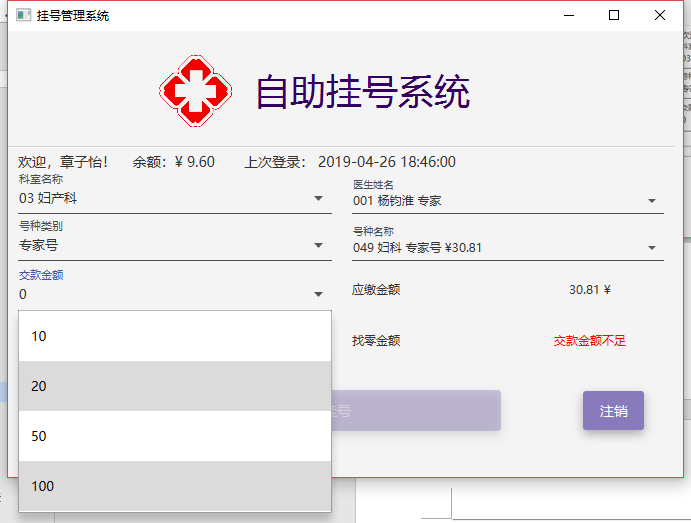 挂号管理系统
自助挂号系统
欢迎，章子怡！ 余额：¥ 9.60 上次登录： 2019-04-26 18:46:00
科室名称
03 妇产科
医生姓名
001 杨钧淮 专家
号种类别
专家号
号种名称
049 妇科 专家号 ¥30.81
交款金额
0
应缴金额 30.81 ¥
10
找零金额 交款金额不足
20
50
挂号
注销
100